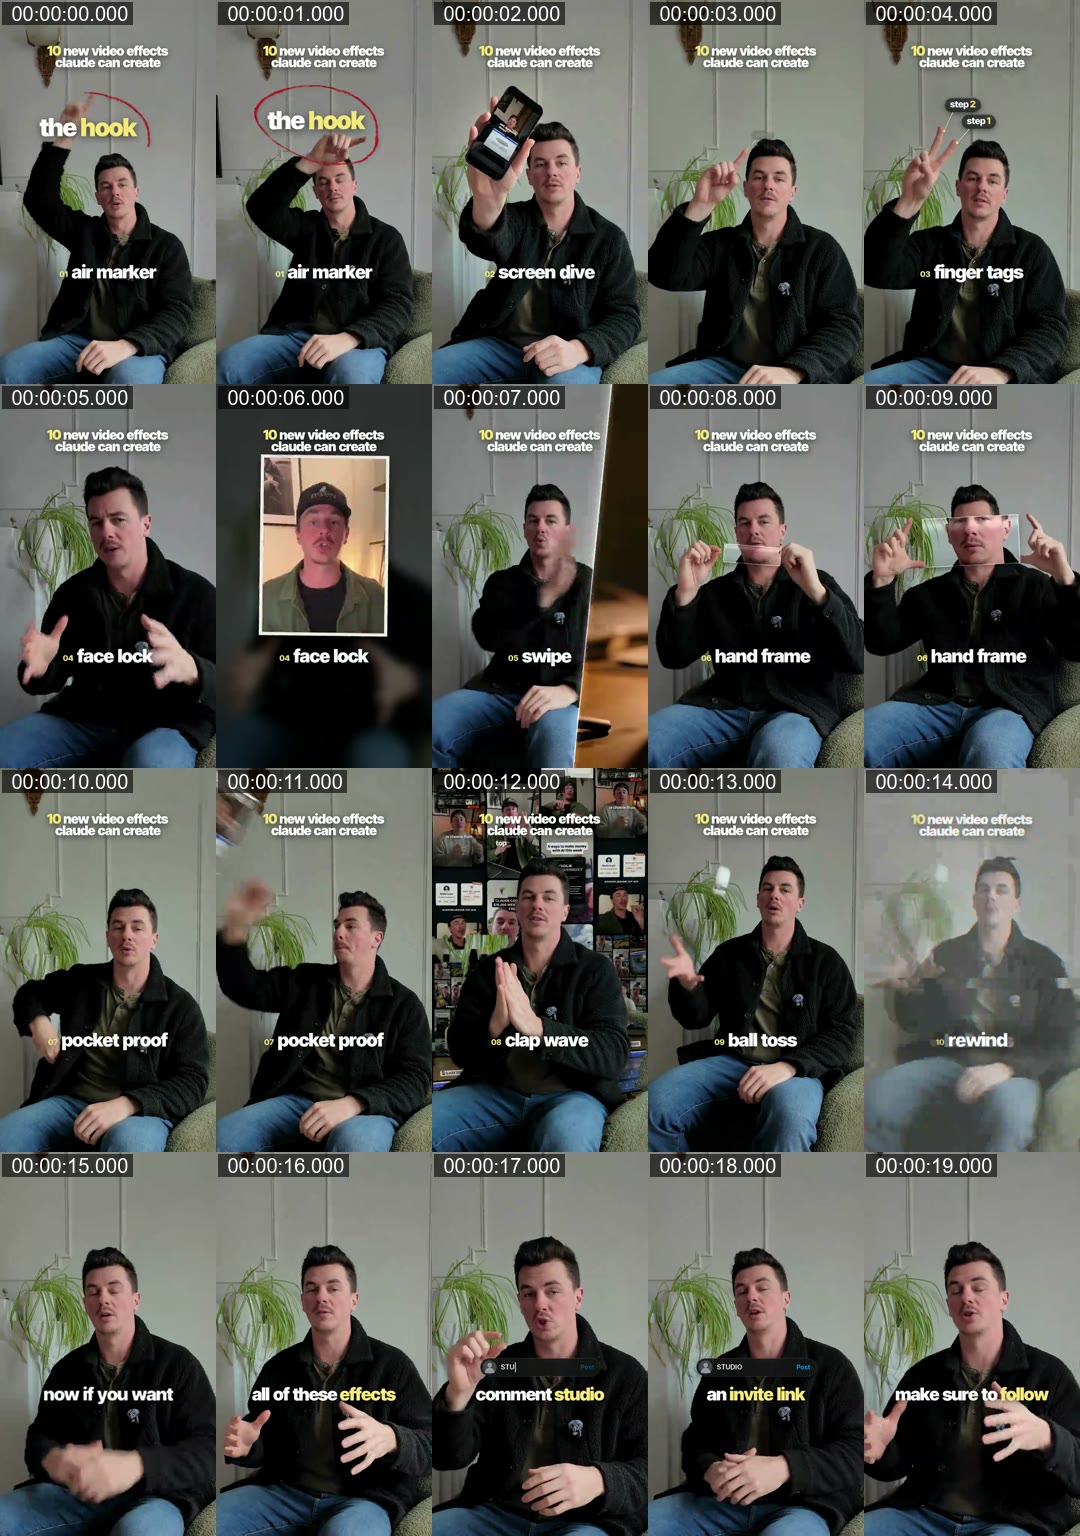 00:00:00.000
10 new video effects
claude can create
the hook
01 air marker
00:00:01.000
10 new video effects
claude can create
the hook
01 air marker
00:00:02.000
10 new video effects
claude can create
02 screen dive
00:00:03.000
10 new video effects
claude can create
00:00:04.000
10 new video effects
claude can create
step 2
step 1
03 finger tags
00:00:05.000
10 new video effects
claude can create
04 face lock
00:00:06.000
10 new video effects
claude can create
04 face lock
00:00:07.000
10 new video effects
claude can create
05 swipe
00:00:08.000
10 new video effects
claude can create
06 hand frame
00:00:09.000
10 new video effects
claude can create
06 hand frame
00:00:10.000
10 new video effects
claude can create
07 pocket proof
00:00:11.000
10 new video effects
claude can create
07 pocket proof
00:00:12.000
10 new video effects
claude can create
top
08 clap wave
00:00:13.000
10 new video effects
claude can create
09 ball toss
00:00:14.000
10 new video effects
claude can create
10 rewind
00:00:15.000
now if you want
00:00:16.000
all of these effects
00:00:17.000
STU
Post
comment studio
00:00:18.000
STUDIO
Post
an invite link
00:00:19.000
make sure to follow